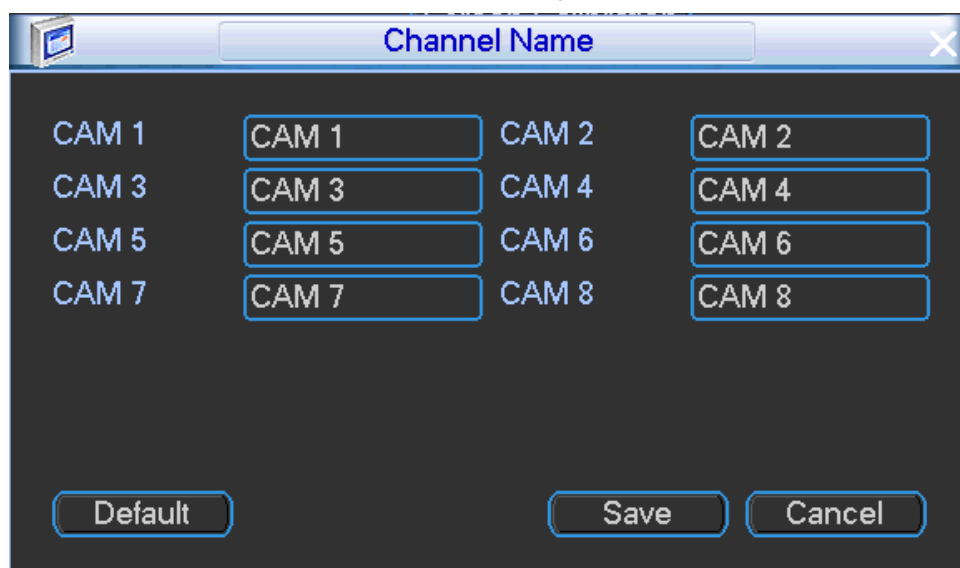 Channel Name
CAM 1 CAM 1 CAM 2 CAM 2
CAM 3 CAM 3 CAM 4 CAM 4
CAM 5 CAM 5 CAM 6 CAM 6
CAM 7 CAM 7 CAM 8 CAM 8
Default Save Cancel